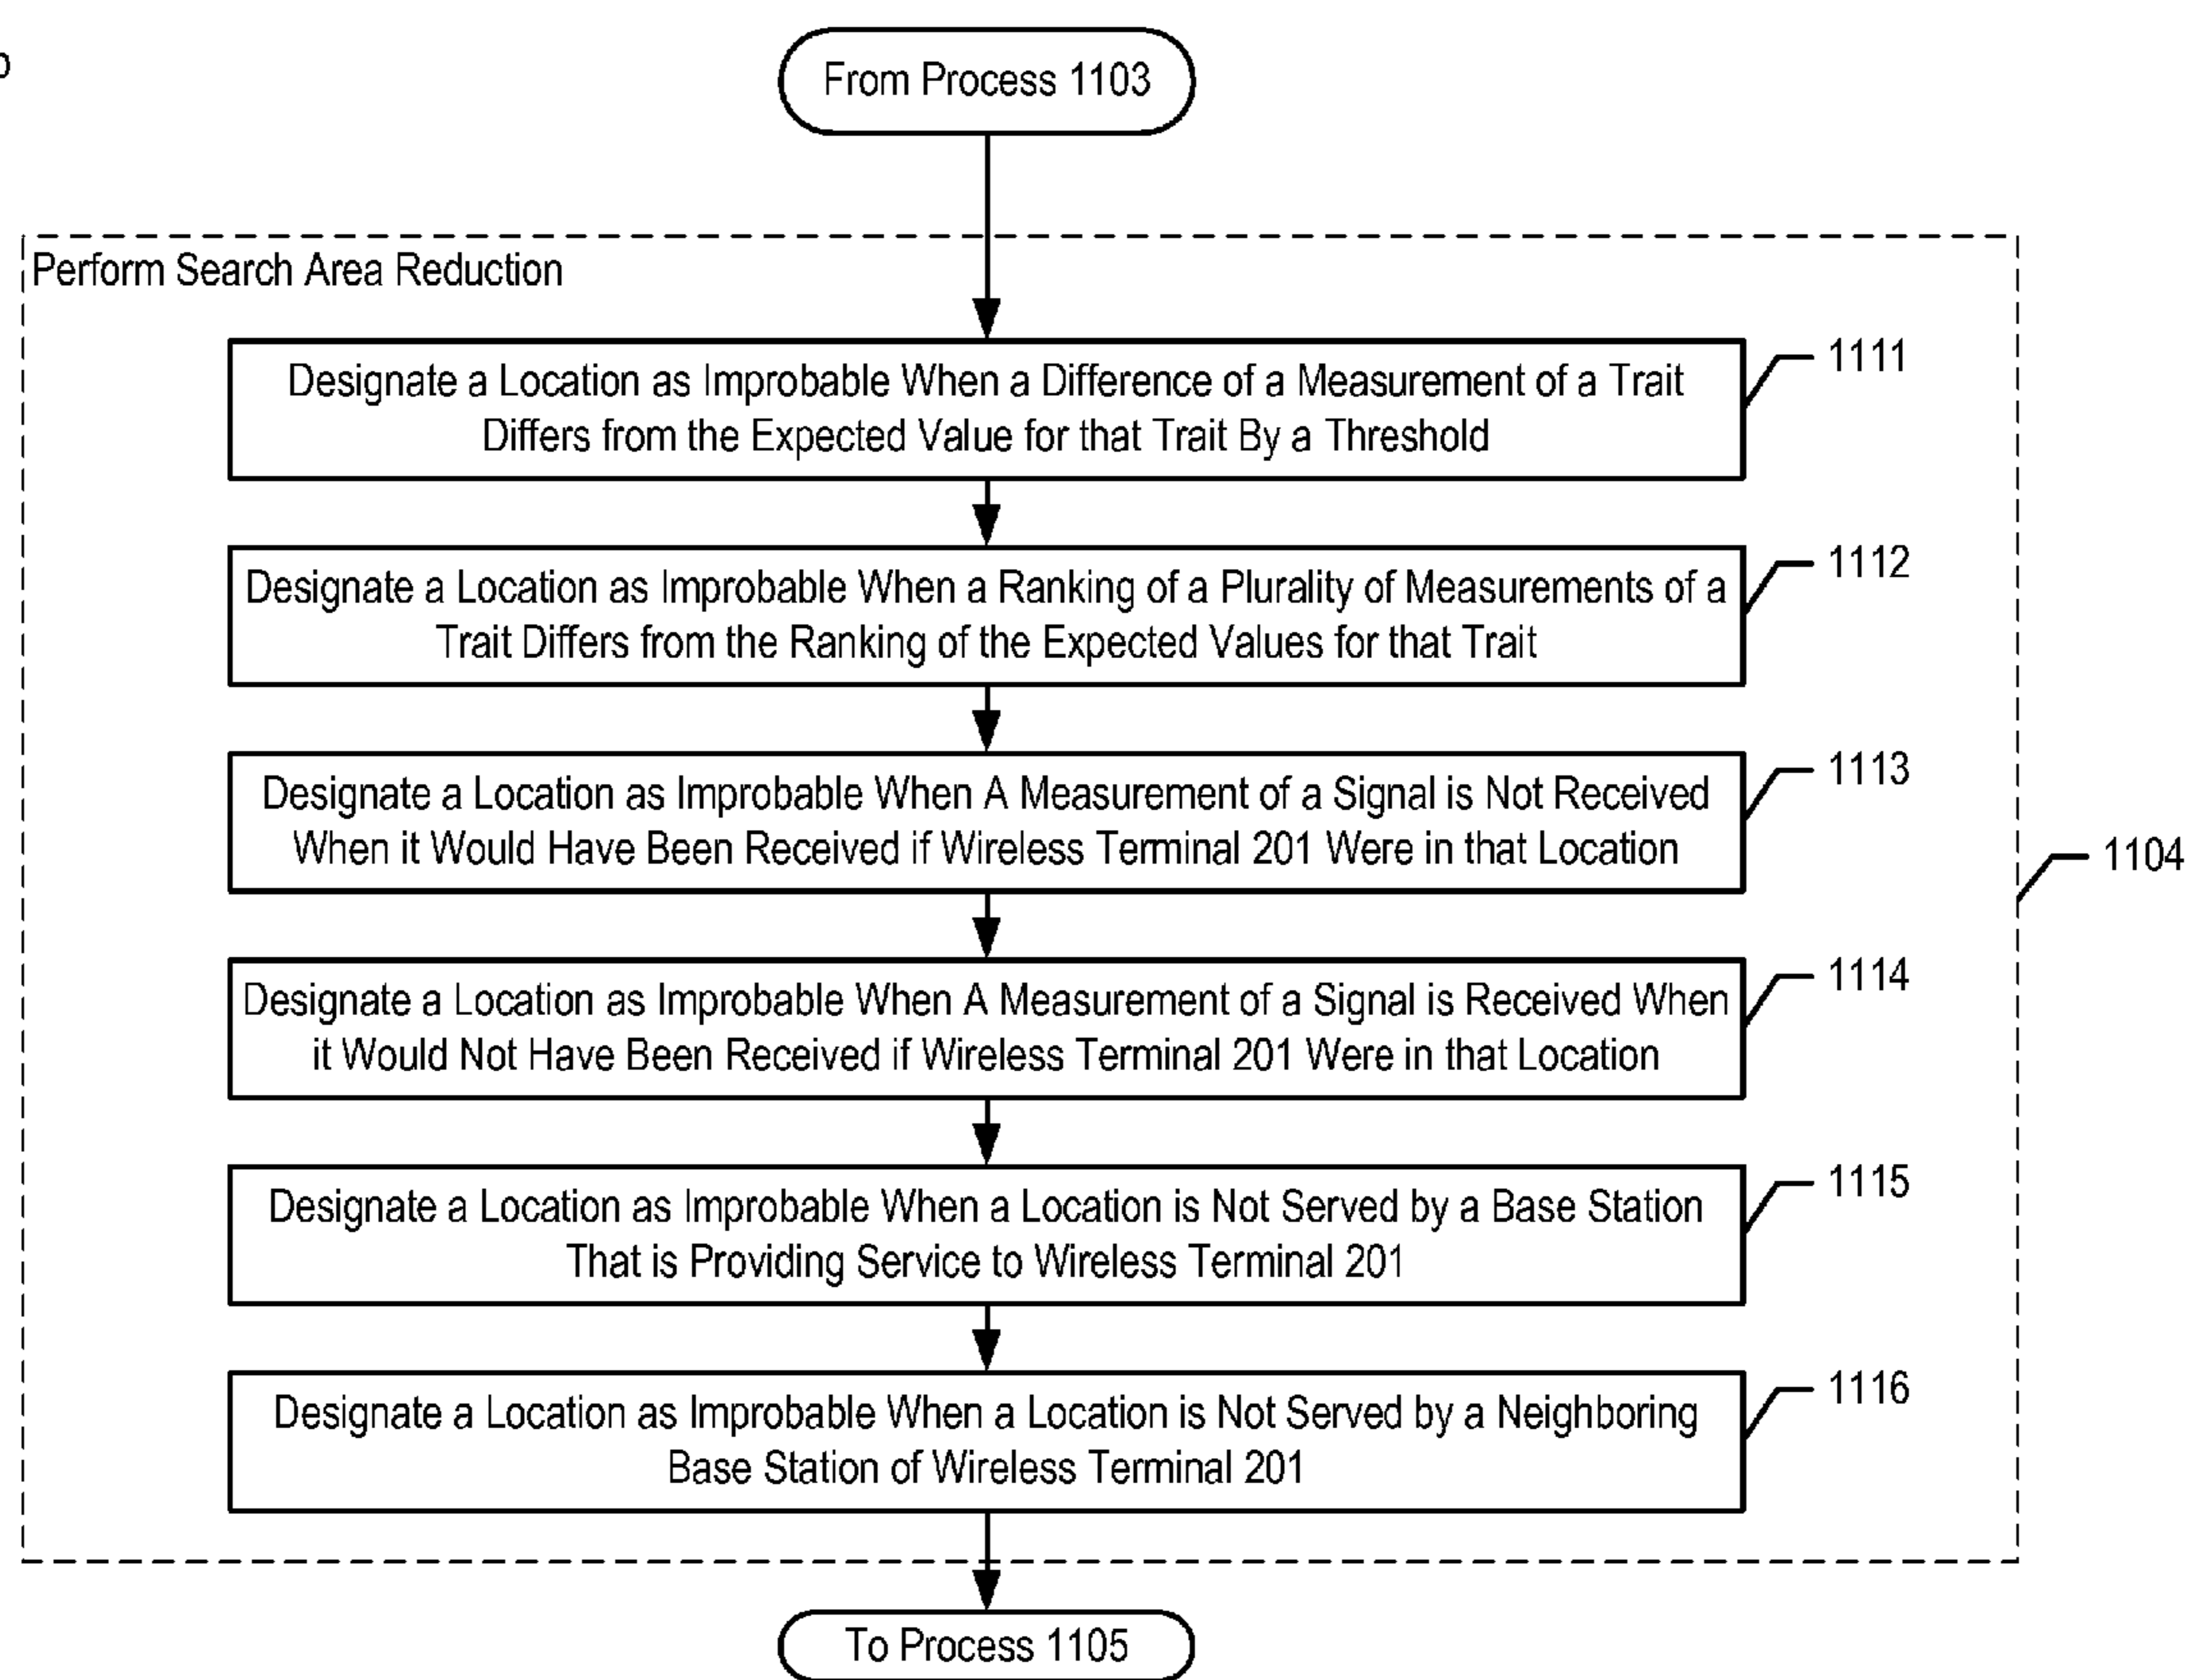 From Process 1103
Perform Search Area Reduction
Designate a Location as Improbable When a Difference of a Measurement of a Trait
Differs from the Expected Value for that Trait By a Threshold
1111
Designate a Location as Improbable When a Ranking of a Plurality of Measurements of a
Trait Differs from the Ranking of the Expected Values for that Trait
1112
Designate a Location as Improbable When A Measurement of a Signal is Not Received
When it Would Have Been Received if Wireless Terminal 201 Were in that Location
1113
1104
Designate a Location as Improbable When A Measurement of a Signal is Received When
it Would Not Have Been Received if Wireless Terminal 201 Were in that Location
1114
Designate a Location as Improbable When a Location is Not Served by a Base Station
That is Providing Service to Wireless Terminal 201
1115
Designate a Location as Improbable When a Location is Not Served by a Neighboring
Base Station of Wireless Terminal 201
1116
To Process 1105